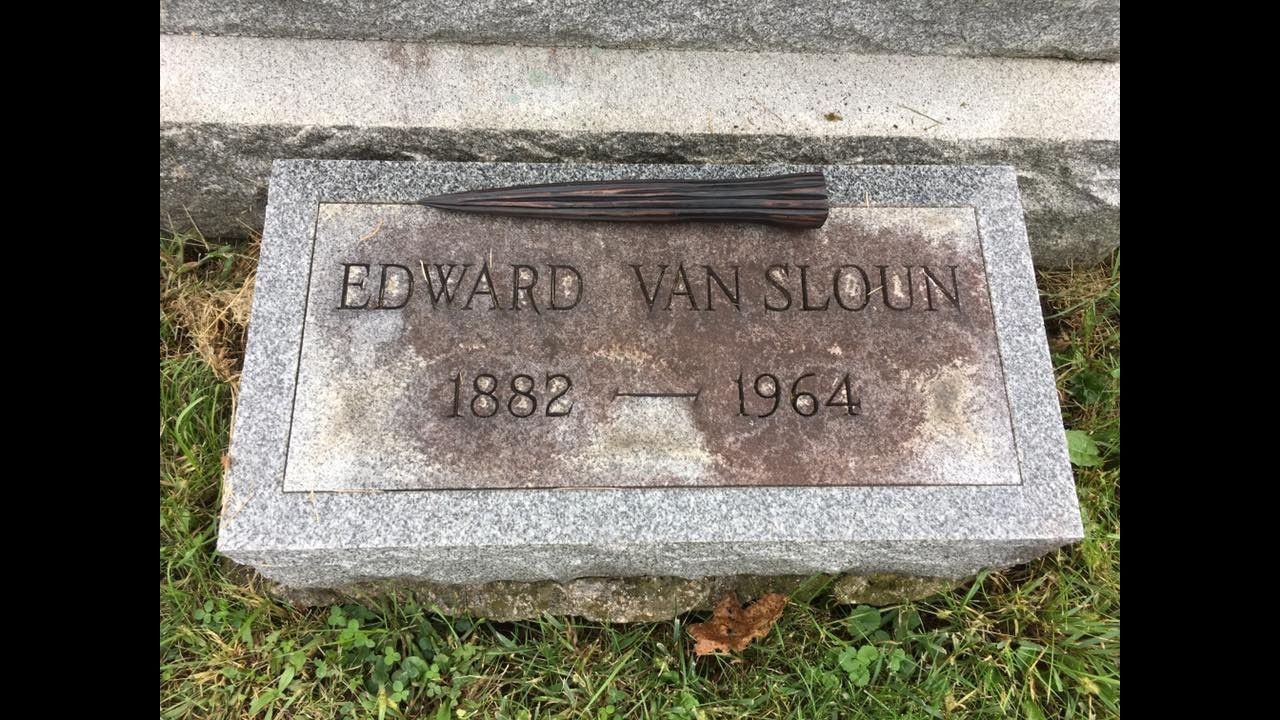 EDWARD VAN SLOUN
1882 — 1964